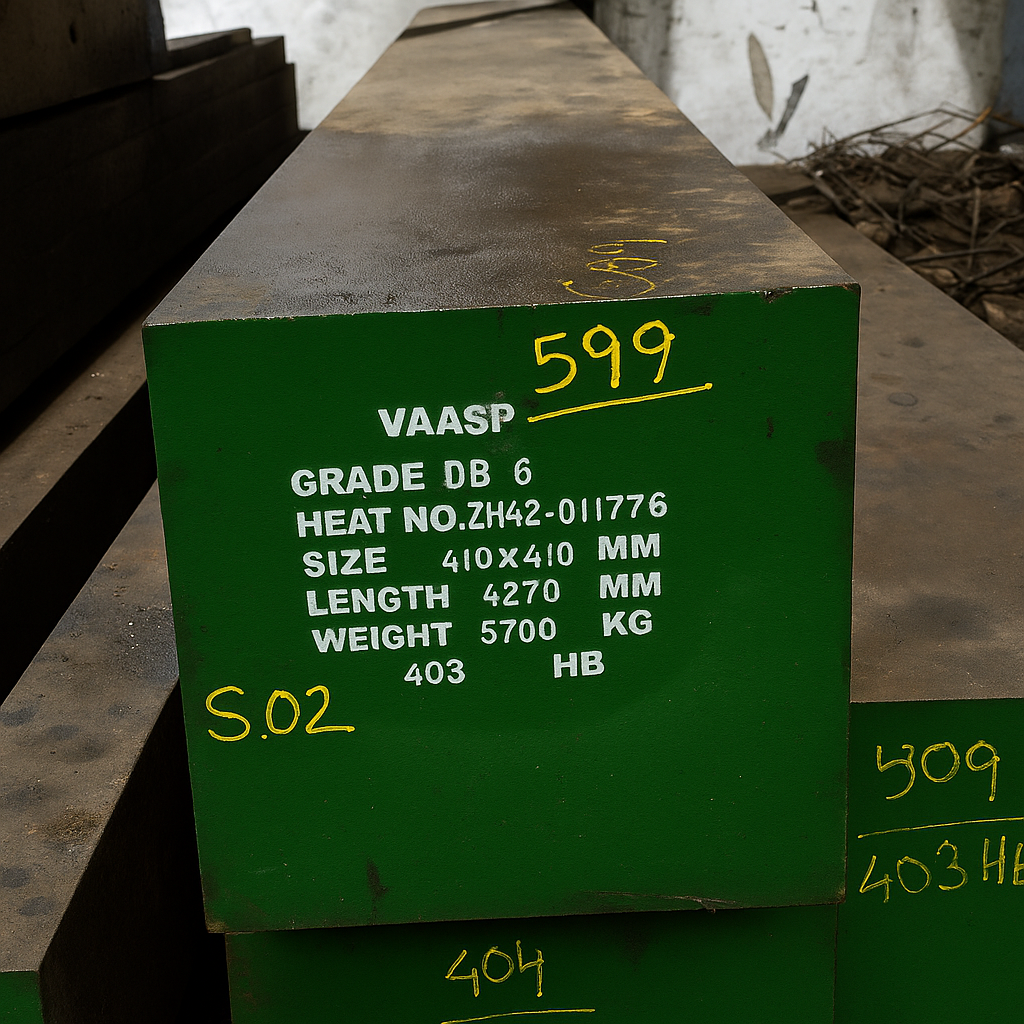 599
599
VAASP
GRADE DB 6
HEAT NO.ZH42-011776
SIZE 410X410 MM
LENGTH 4270 MM
WEIGHT 5700 KG
403 HB
S.02
509
403 HB
404